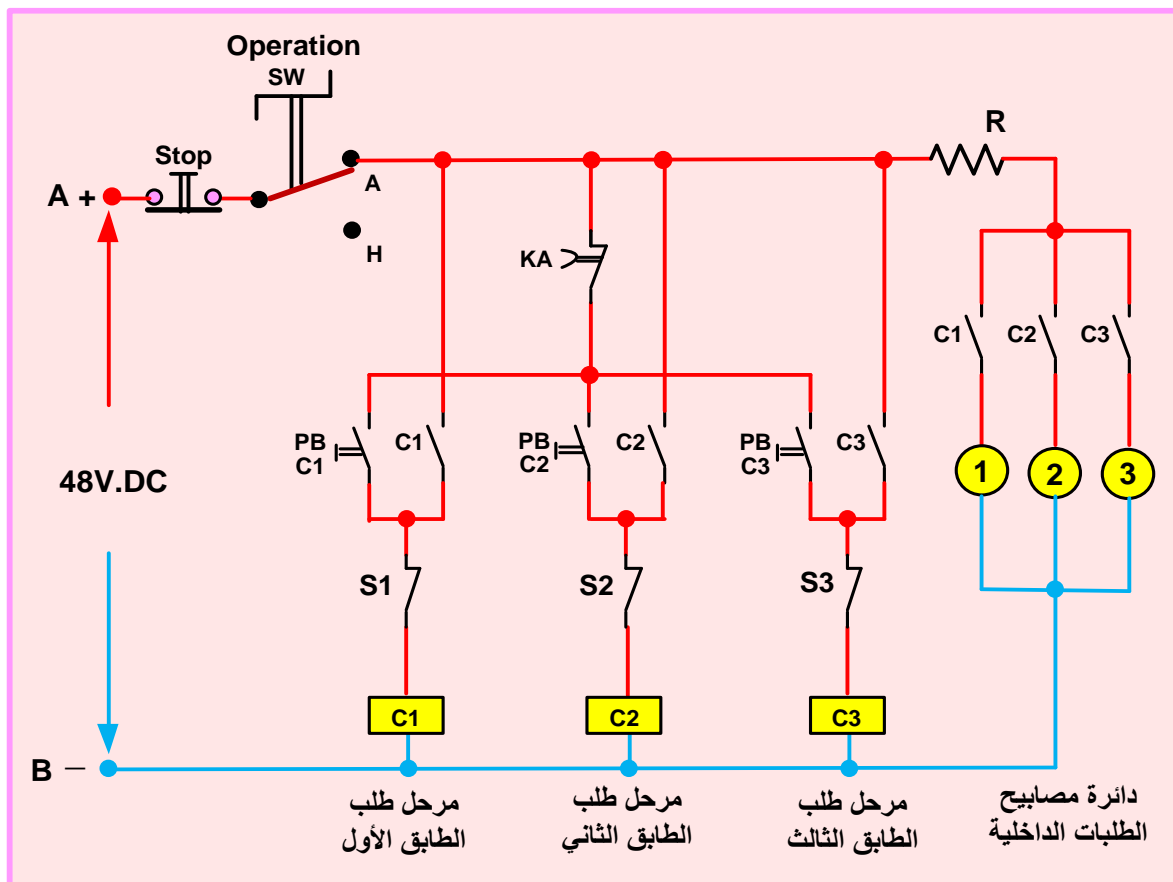 Operation
SW
Stop
A +
A
H
R
KA
C1
C2
C3
PB
C1
C1
PB
C2
C2
PB
C3
C3
1
2
3
48V.DC
S1
S2
S3
C1
C2
C3
B –
مرحل طلب
الطابق الأول
مرحل طلب
الطابق الثاني
مرحل طلب
الطابق الثالث
دائرة مصابيح
الطلبات الداخلية